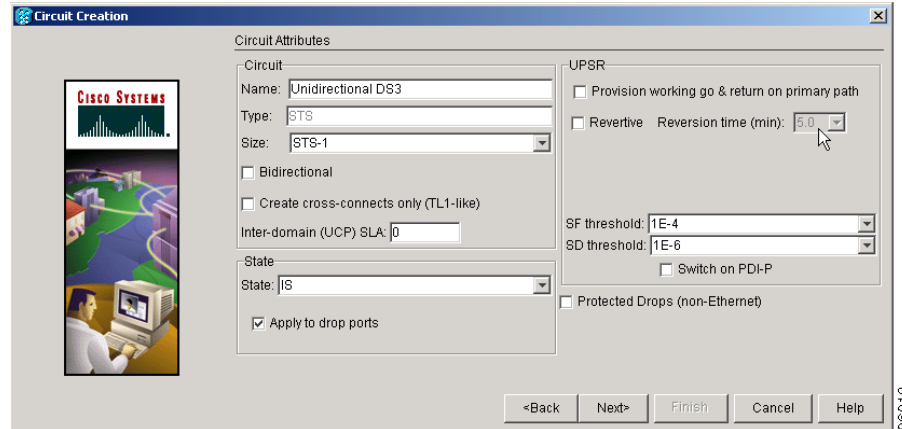 Circuit Creation
Circuit Attributes
CISCO SYSTEMS
Circuit
Name: Unidirectional DS3
Type: STS
Size: STS-1
Bidirectional
Create cross-connects only (TL1-like)
Inter-domain (UCP) SLA: 0
State
State: IS
Apply to drop ports
UPSR
Provision working go & return on primary path
Revertive Reversion time (min): 5.0
SF threshold: 1E-4
SD threshold: 1E-6
Switch on PDI-P
Protected Drops (non-Ethernet)
<Back Next> Finish Cancel Help